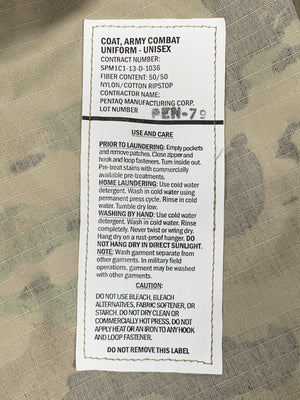 COAT, ARMY COMBAT
UNIFORM - UNISEX
CONTRACT NUMBER:
SPM1C1-13-D-1036
FIBER CONTENT: 50/50
NYLON/COTTON RIPSTOP
CONTRACTOR NAME:
PENTAQ MANUFACTURING CORP.
LOT NUMBER PEN-79
USE AND CARE
PRIOR TO LAUNDERING: Empty pockets
and remove patches. Close zipper and
hook and loop fasteners. Turn inside out.
Pre-treat stains with commercially
available pre-treatments.
HOME LAUNDERING: Use cold water
detergent. Wash in cold water using
permanent press cycle. Rinse in cold
water. Tumble dry low.
WASHING BY HAND: Use cold water
detergent. Wash in cold water. Rinse
completely. Never twist or wring dry.
Hang dry on a rust-proof hanger. DO
NOT HANG DRY IN DIRECT SUNLIGHT.
NOTE: Wash garment separate from
other garments. In military field
operations, garment may be washed
with other garments.
CAUTION:
DO NOT USE BLEACH, BLEACH
ALTERNATIVES, FABRIC SOFTENER, OR
STARCH. DO NOT DRY CLEAN OR
COMMERCIALLY HOT PRESS. DO NOT
APPLY HEAT OR AN IRON TO ANY HOOK
AND LOOP FASTENER.
DO NOT REMOVE THIS LABEL